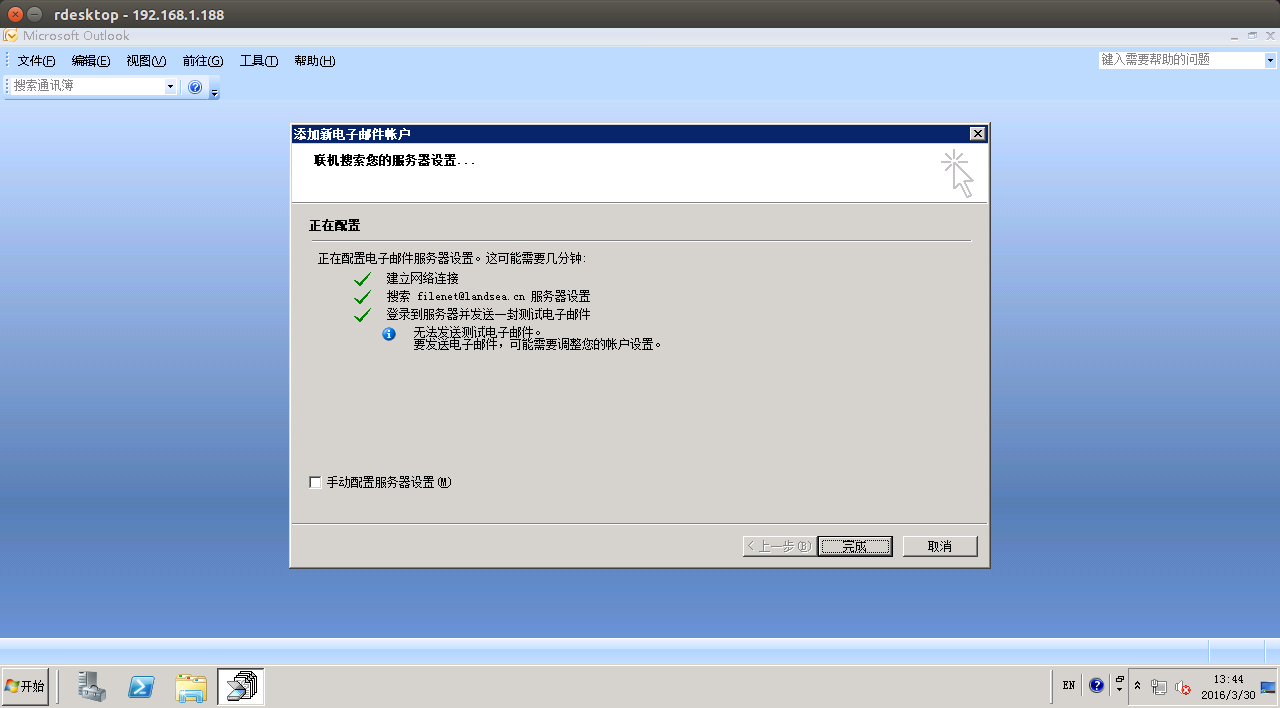 rdesktop - 192.168.1.188
Microsoft Outlook
文件(F) 编辑(E) 视图(V) 前往(G) 工具(T) 帮助(H) 键入需要帮助的问题
搜索通讯簿
添加新电子邮件帐户
联机搜索您的服务器设置...
正在配置
正在配置电子邮件服务器设置。这可能需要几分钟:
建立网络连接
搜索 filenet@landsea.cn 服务器设置
登录到服务器并发送一封测试电子邮件
无法发送测试电子邮件。
要发送电子邮件，可能需要调整您的帐户设置。
手动配置服务器设置(M)
< 上一步(B) 完成 取消
开始 EN 13:44
2016/3/30